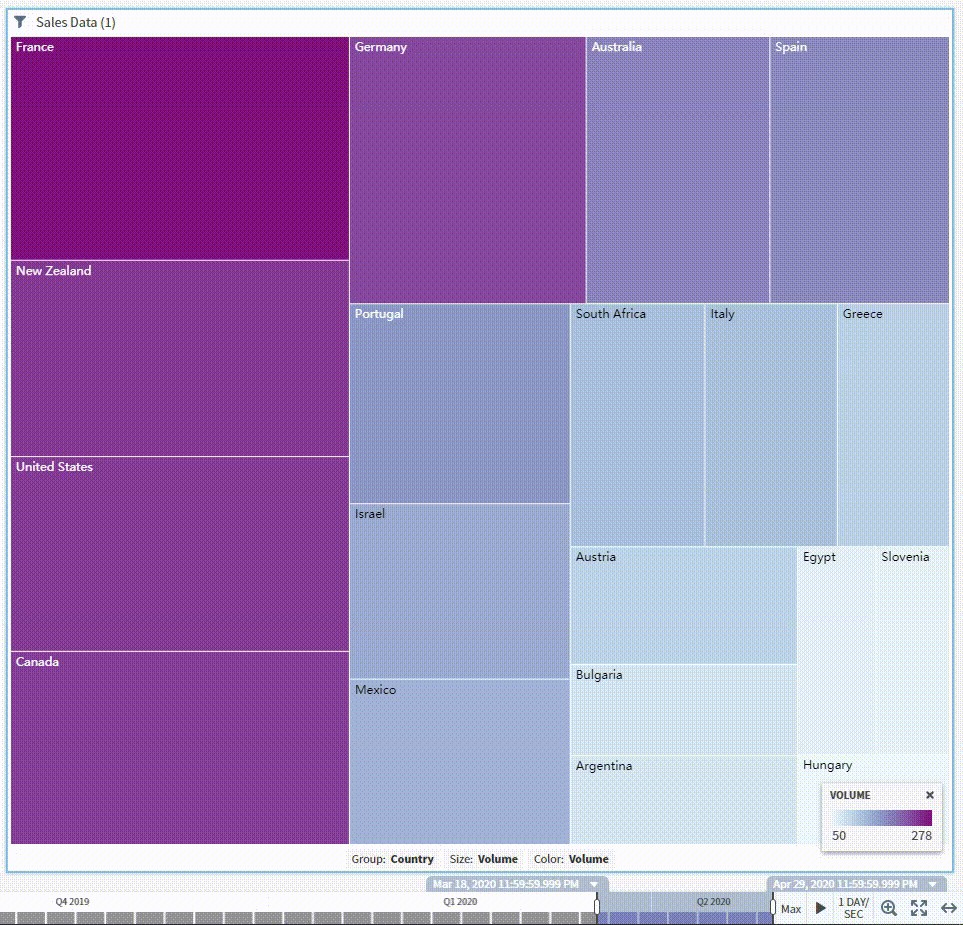 Sales Data (1)
France
Germany
Australia
Spain
New Zealand
Portugal
South Africa
Italy
Greece
United States
Israel
Austria
Egypt
Slovenia
Canada
Bulgaria
Mexico
Argentina
Hungary
VOLUME ×
50 278
Group: Country Size: Volume Color: Volume
Mar 18, 2020 11:59:59.999 PM
Apr 29, 2020 11:59:59.999 PM
Q4 2019
Q1 2020
Q2 2020
Max
1 DAY/
SEC